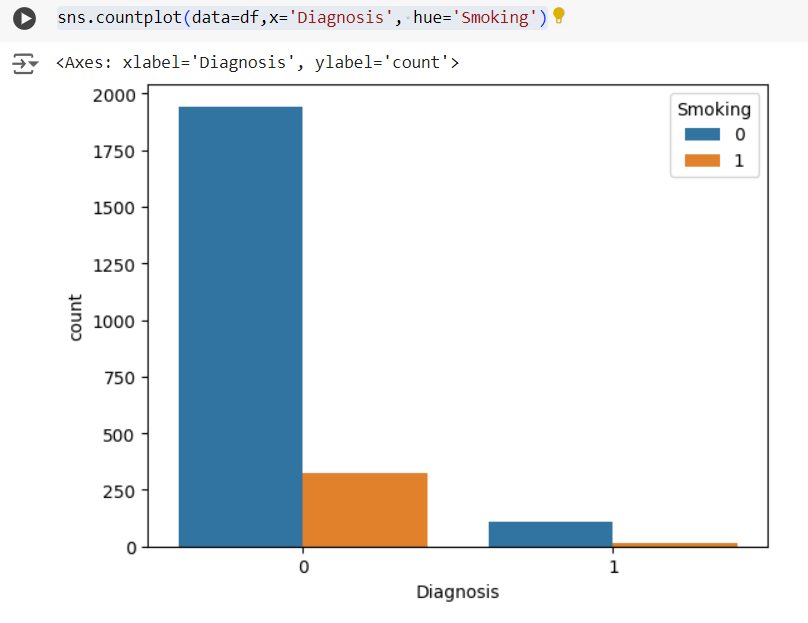 sns.countplot(data=df,x='Diagnosis', hue='Smoking')
<Axes: xlabel='Diagnosis', ylabel='count'>
Smoking
0
1
2000
1750
1500
1250
1000
750
500
250
0
count
0
1
Diagnosis